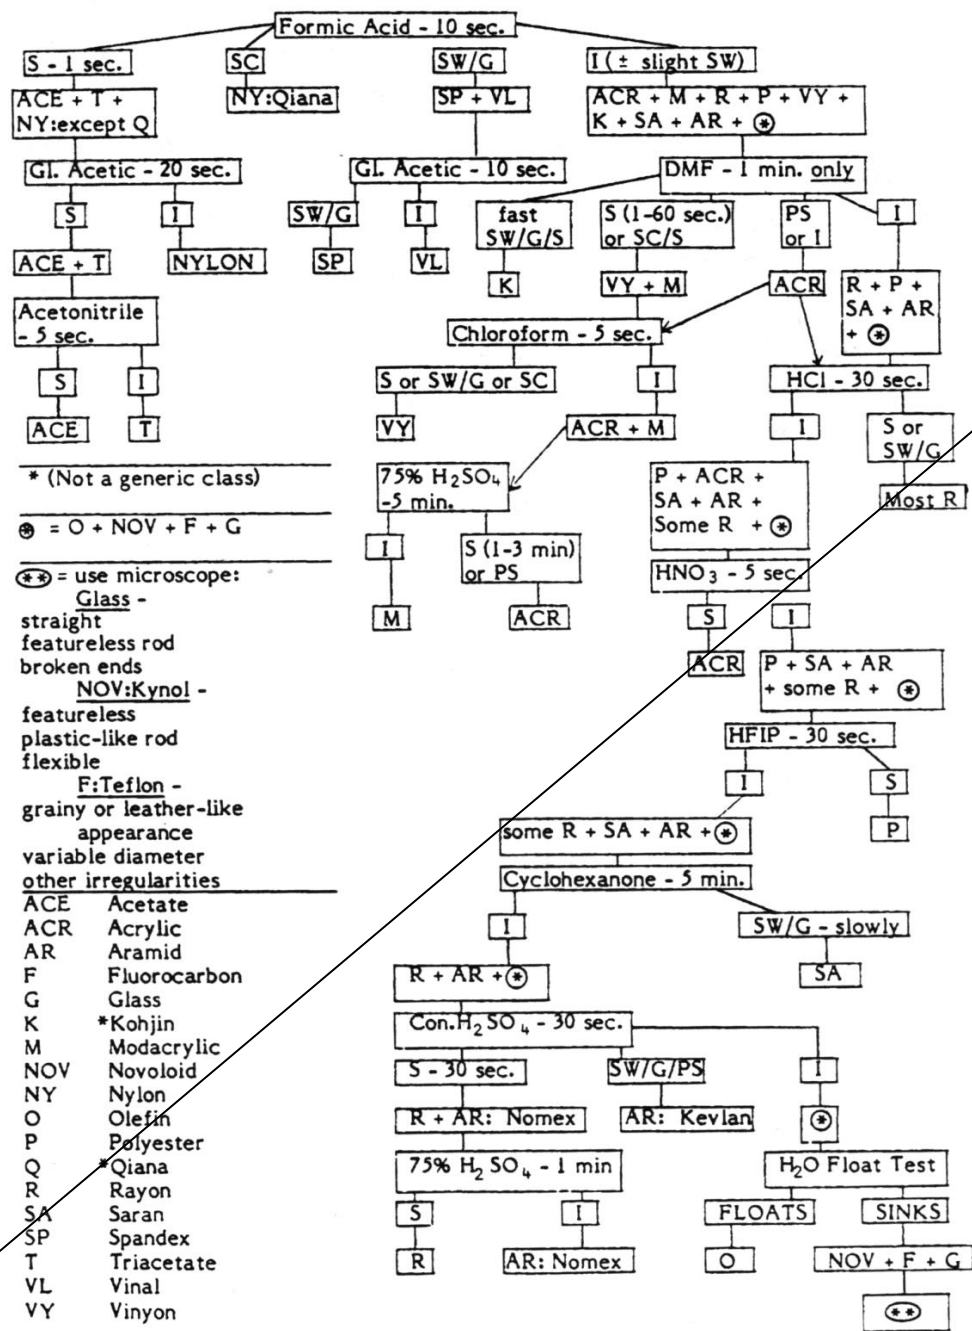 Formic Acid - 10 sec.
S - 1 sec.
SC
SW/G
I ( ± slight SW)
ACE + T +
NY:except Q
NY:Qiana
SP + VL
ACR + M + R + P + VY +
K + SA + AR + ⊛
Gl. Acetic - 20 sec.
Gl. Acetic - 10 sec.
DMF - 1 min. only
S
I
SW/G
I
fast
SW/G/S
S (1-60 sec.)
or SC/S
PS
or I
I
ACE + T
NYLON
SP
VL
K
VY + M
ACR
R + P +
SA + AR
+ ⊛
Acetonitrile
- 5 sec.
Chloroform - 5 sec.
S
I
S or SW/G or SC
I
HCl - 30 sec.
ACE
T
VY
ACR + M
I
S or
SW/G
* (Not a generic class)
75% H₂SO₄
-5 min.
P + ACR +
SA + AR +
Some R + ⊛
Most R
⊛ = O + NOV + F + G
I
S (1-3 min)
or PS
HNO₃ - 5 sec.
(**) = use microscope:
Glass -
straight
featureless rod
broken ends
M
ACR
S
I
ACR
P + SA + AR
+ some R + ⊛
NOV:Kynol -
featureless
plastic-like rod
flexible
HFIP - 30 sec.
I
S
F:Teflon -
grainy or leather-like
appearance
variable diameter
other irregularities
some R + SA + AR + ⊛
P
Cyclohexanone - 5 min.
I
SW/G - slowly
SA
R + AR + ⊛
Con.H₂SO₄ - 30 sec.
S - 30 sec.
SW/G/PS
I
R + AR: Nomex
AR: Kevlan
⊛
75% H₂SO₄ - 1 min
H₂O Float Test
S
I
FLOATS
SINKS
R
AR: Nomex
O
NOV + F + G
(**)
ACE Acetate
ACR Acrylic
AR Aramid
F Fluorocarbon
G Glass
K *Kohjin
M Modacrylic
NOV Novoloid
NY Nylon
O Olefin
P Polyester
Q *Qiana
R Rayon
SA Saran
SP Spandex
T Triacetate
VL Vinal
VY Vinyon